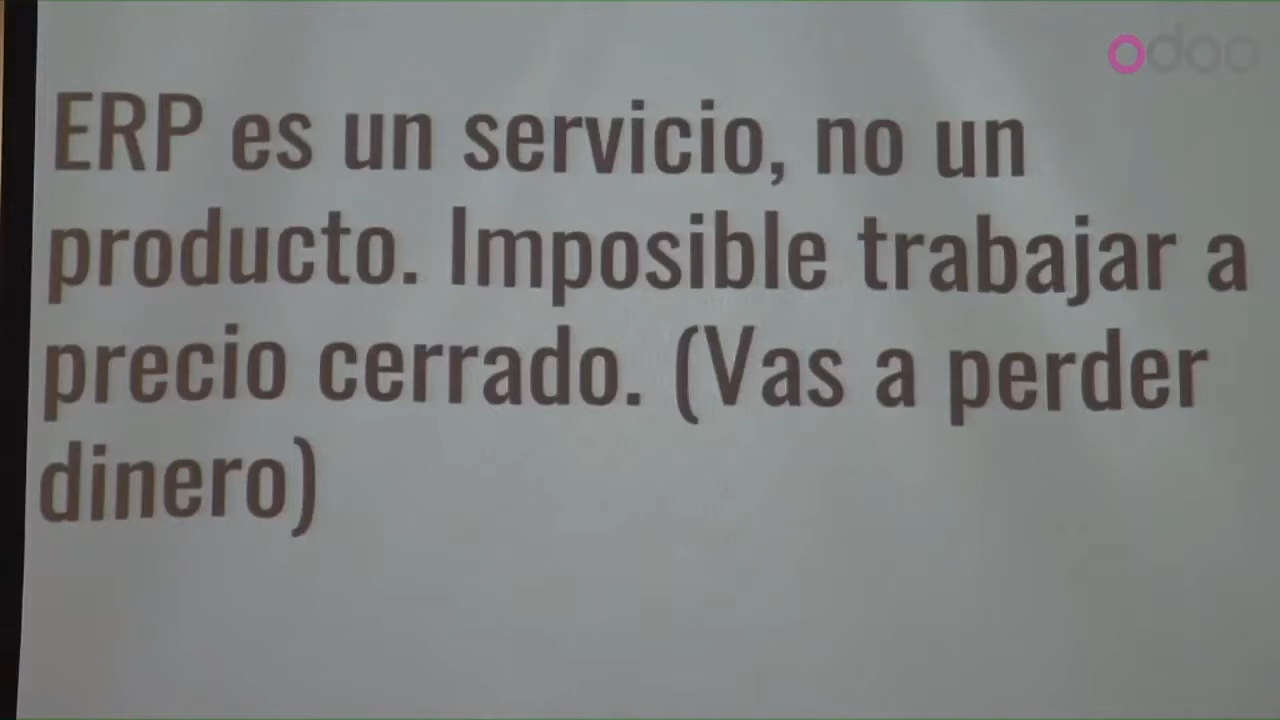 odoo
ERP es un servicio, no un
producto. Imposible trabajar a
precio cerrado. (Vas a perder
dinero)